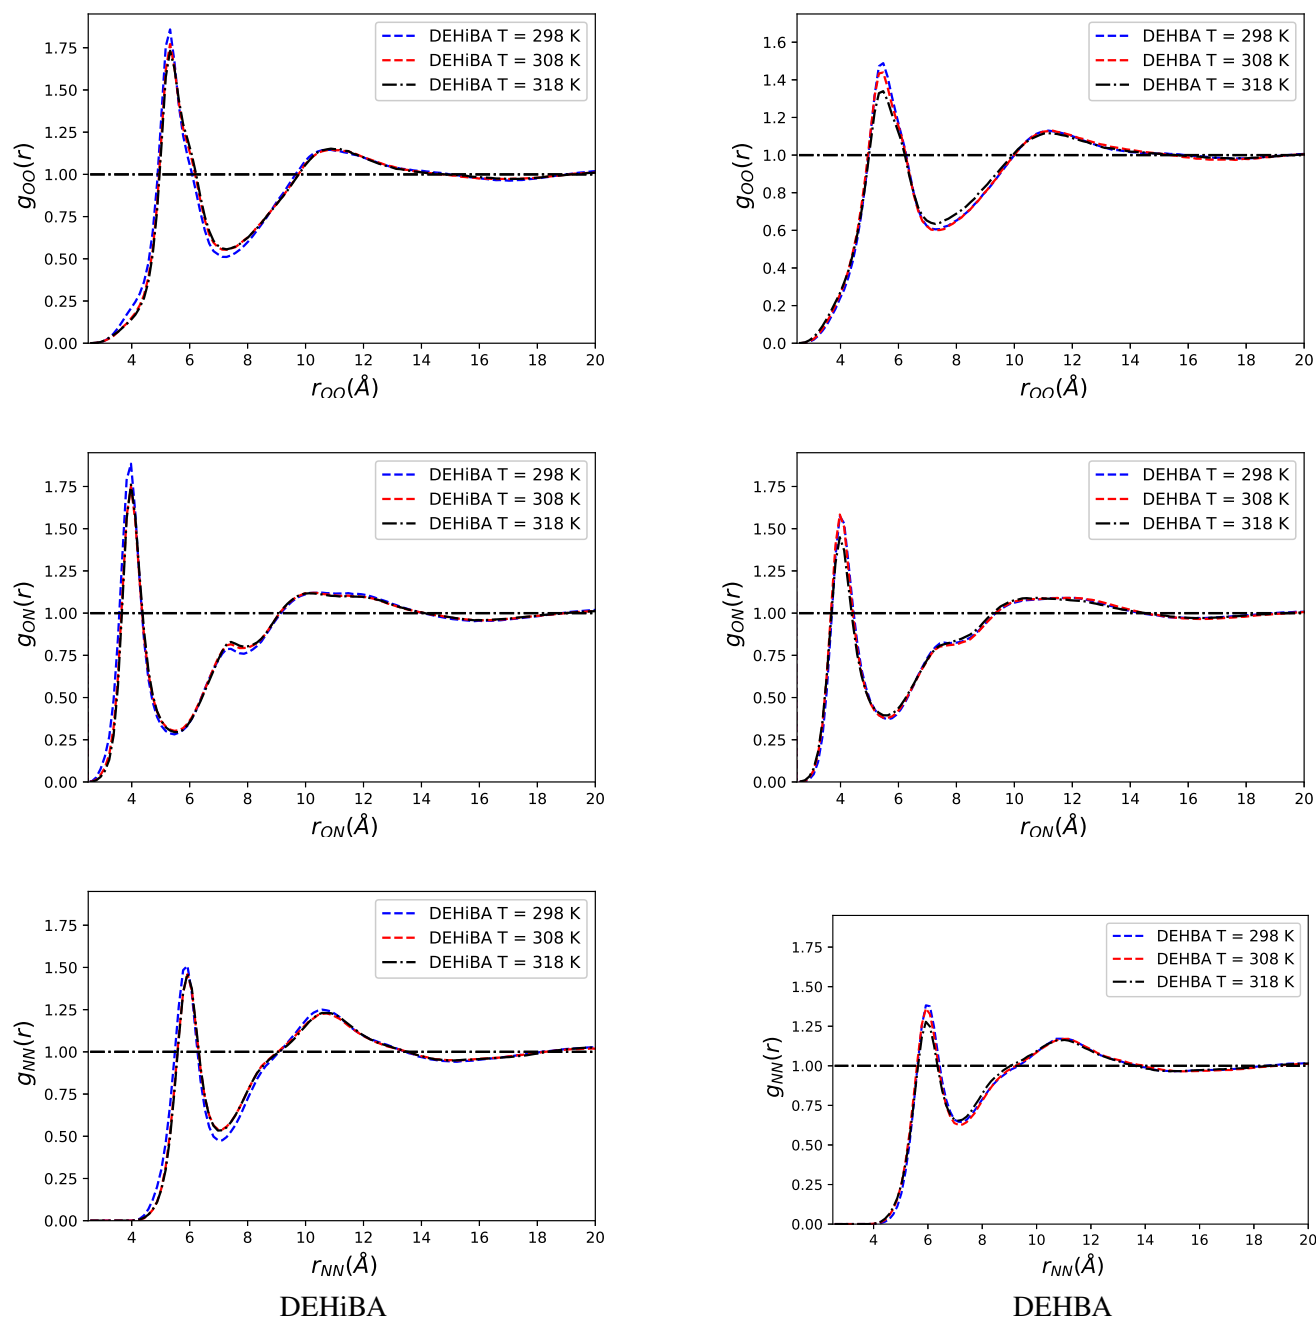 DEHiBA T = 298 K
DEHiBA T = 308 K
DEHiBA T = 318 K
1.75
1.50
1.25
1.00
0.75
0.50
0.25
0.00
g_OO(r)
4 6 8 10 12 14 16 18 20
r_OO(Å)
DEHBA T = 298 K
DEHBA T = 308 K
DEHBA T = 318 K
1.6
1.4
1.2
1.0
0.8
0.6
0.4
0.2
0.0
g_OO(r)
4 6 8 10 12 14 16 18 20
r_OO(Å)
DEHiBA T = 298 K
DEHiBA T = 308 K
DEHiBA T = 318 K
1.75
1.50
1.25
1.00
0.75
0.50
0.25
0.00
g_ON(r)
4 6 8 10 12 14 16 18 20
r_ON(Å)
DEHBA T = 298 K
DEHBA T = 308 K
DEHBA T = 318 K
1.75
1.50
1.25
1.00
0.75
0.50
0.25
0.00
g_ON(r)
4 6 8 10 12 14 16 18 20
r_ON(Å)
DEHiBA T = 298 K
DEHiBA T = 308 K
DEHiBA T = 318 K
1.75
1.50
1.25
1.00
0.75
0.50
0.25
0.00
g_NN(r)
4 6 8 10 12 14 16 18 20
r_NN(Å)
DEHBA T = 298 K
DEHBA T = 308 K
DEHBA T = 318 K
1.75
1.50
1.25
1.00
0.75
0.50
0.25
0.00
g_NN(r)
4 6 8 10 12 14 16 18 20
r_NN(Å)
DEHiBA
DEHBA